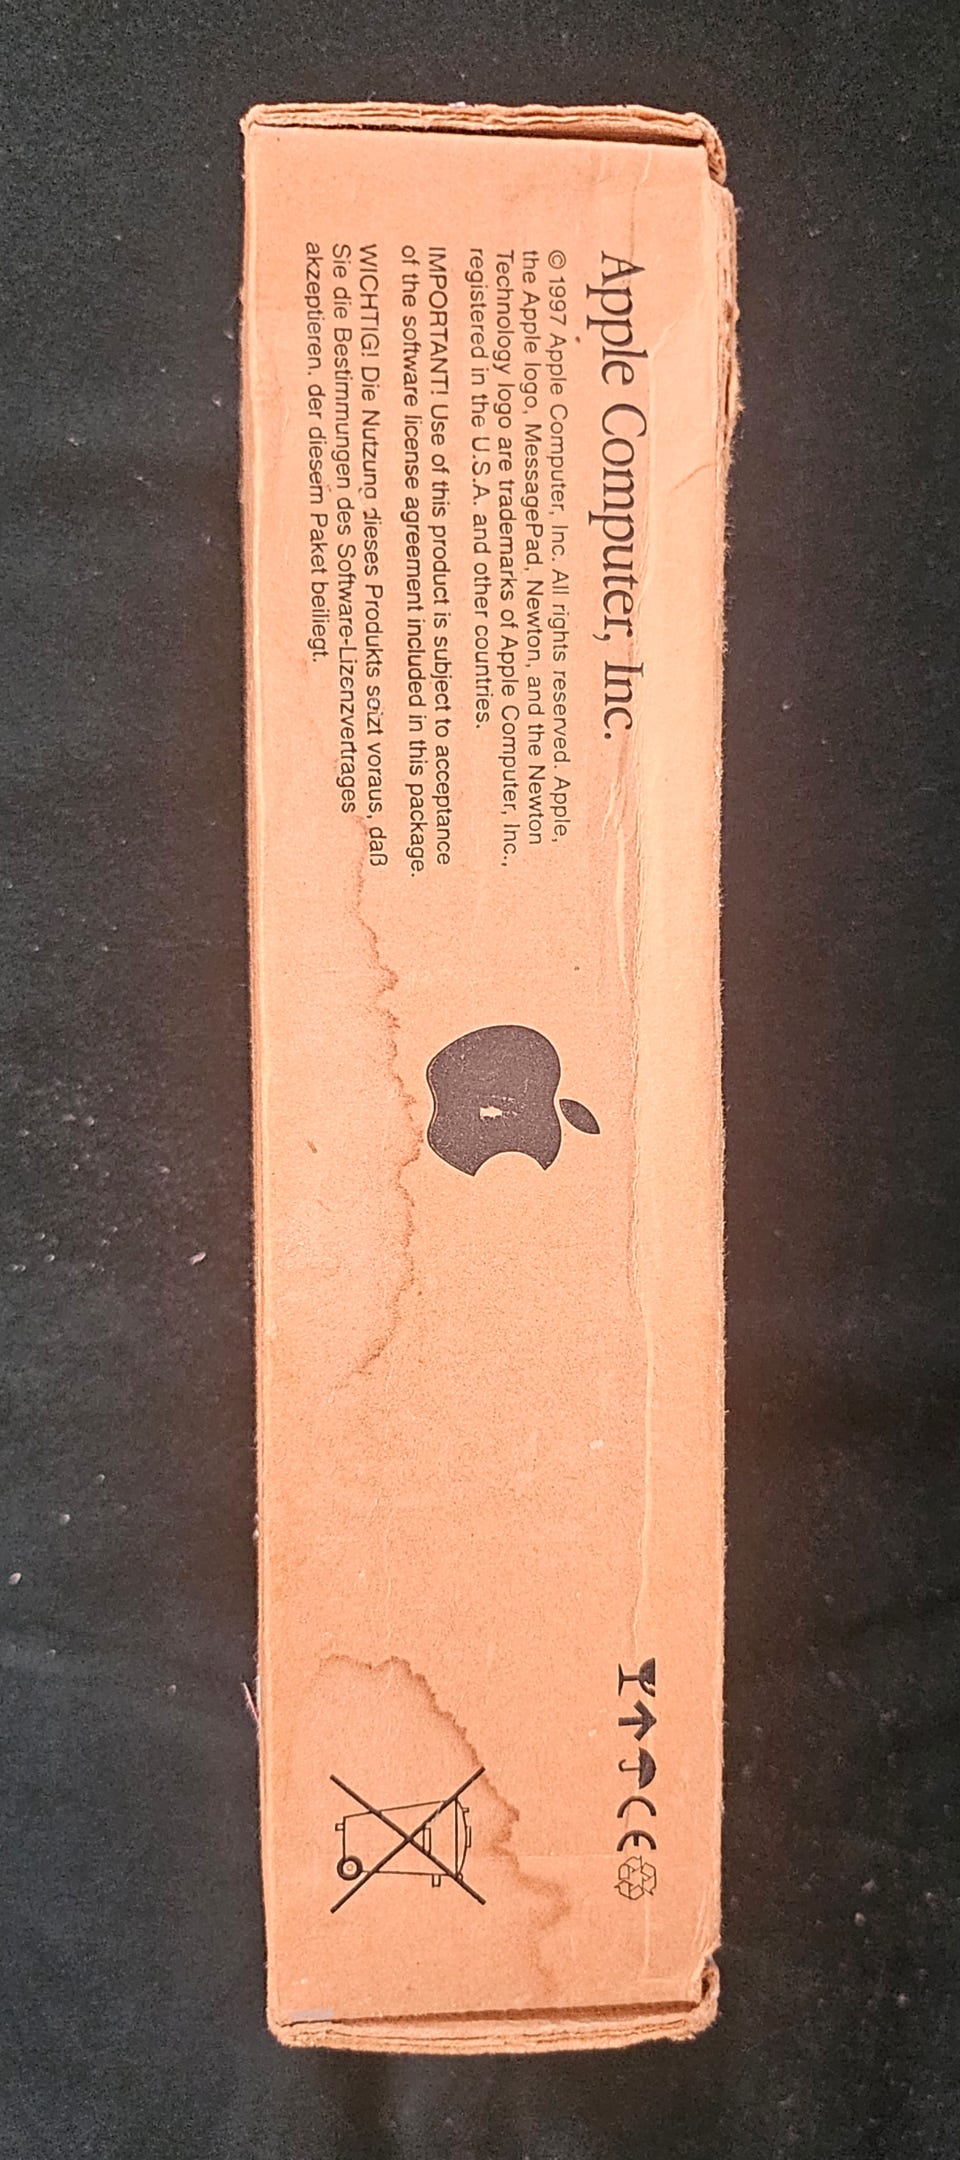 Apple Computer, Inc.
© 1997 Apple Computer, Inc. All rights reserved. Apple,
the Apple logo, MessagePad, Newton, and the Newton
Technology logo are trademarks of Apple Computer, Inc.,
registered in the U.S.A. and other countries.
IMPORTANT! Use of this product is subject to acceptance
of the software license agreement included in this package.
WICHTIG! Die Nutzung dieses Produkts setzt voraus, daß
Sie die Bestimmungen des Software-Lizenzvertrages
akzeptieren. der diesem Paket beiliegt.
CE